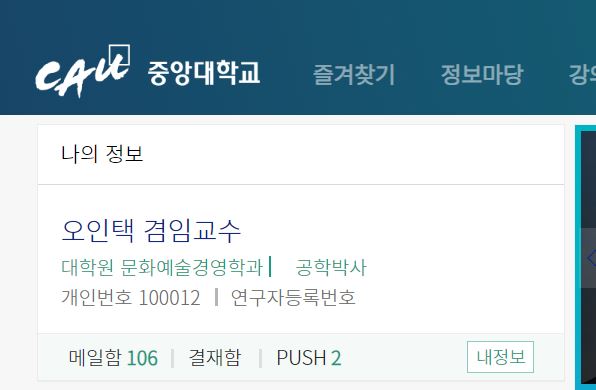 CAU 중앙대학교 즐겨찾기 정보마당
나의 정보
오인택 겸임교수
대학원 문화예술경영학과 | 공학박사
개인번호 100012 | 연구자등록번호
메일함 106 | 결재함 | PUSH 2 내정보